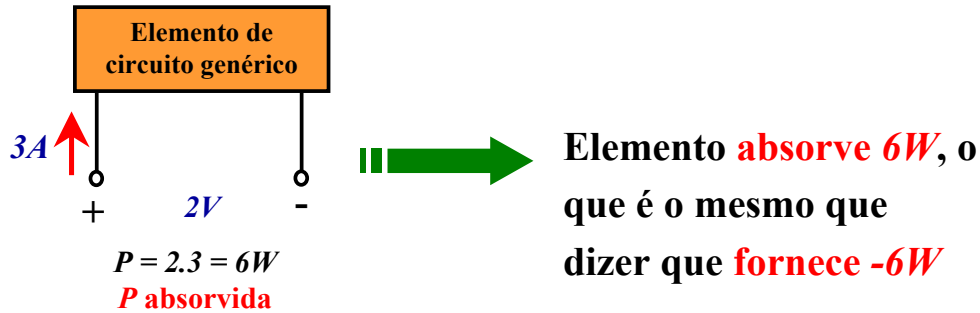 Elemento de
circuito genérico
3A
+ 2V -
P = 2.3 = 6W
P absorvida
Elemento absorve 6W, o
que é o mesmo que
dizer que fornece -6W